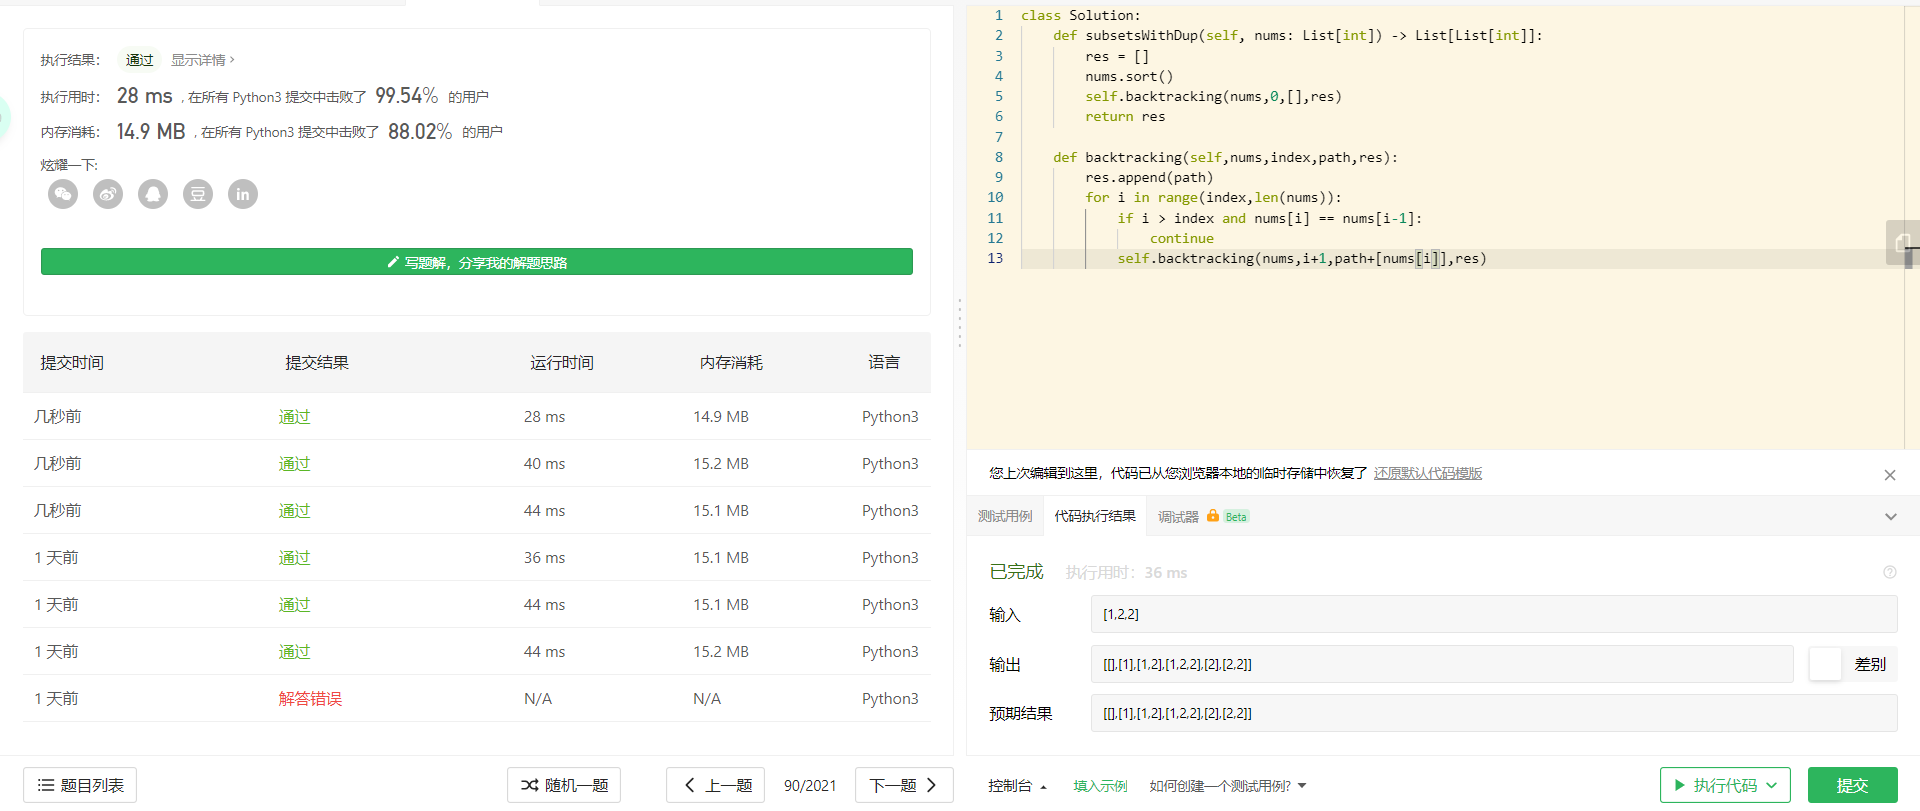 执行结果： 通过 显示详情 ›
执行用时： 28 ms , 在所有 Python3 提交中击败了 99.54% 的用户
内存消耗： 14.9 MB , 在所有 Python3 提交中击败了 88.02% 的用户
炫耀一下:
豆 in
写题解，分享我的解题思路
提交时间 提交结果 运行时间 内存消耗 语言
几秒前 通过 28 ms 14.9 MB Python3
几秒前 通过 40 ms 15.2 MB Python3
几秒前 通过 44 ms 15.1 MB Python3
1 天前 通过 36 ms 15.1 MB Python3
1 天前 通过 44 ms 15.1 MB Python3
1 天前 通过 44 ms 15.2 MB Python3
1 天前 解答错误 N/A N/A Python3
题目列表 随机一题 上一题 90/2021 下一题
1 class Solution:
2     def subsetsWithDup(self, nums: List[int]) -> List[List[int]]:
3         res = []
4         nums.sort()
5         self.backtracking(nums,0,[],res)
6         return res
7
8     def backtracking(self,nums,index,path,res):
9         res.append(path)
10         for i in range(index,len(nums)):
11             if i > index and nums[i] == nums[i-1]:
12                 continue
13             self.backtracking(nums,i+1,path+[nums[i]],res)
您上次编辑到这里，代码已从您浏览器本地的临时存储中恢复了 还原默认代码模版
测试用例 代码执行结果 调试器 Beta
已完成 执行用时：36 ms
输入 [1,2,2]
输出 [[],[1],[1,2],[1,2,2],[2],[2,2]] 差别
预期结果 [[],[1],[1,2],[1,2,2],[2],[2,2]]
控制台 填入示例 如何创建一个测试用例? 执行代码 提交